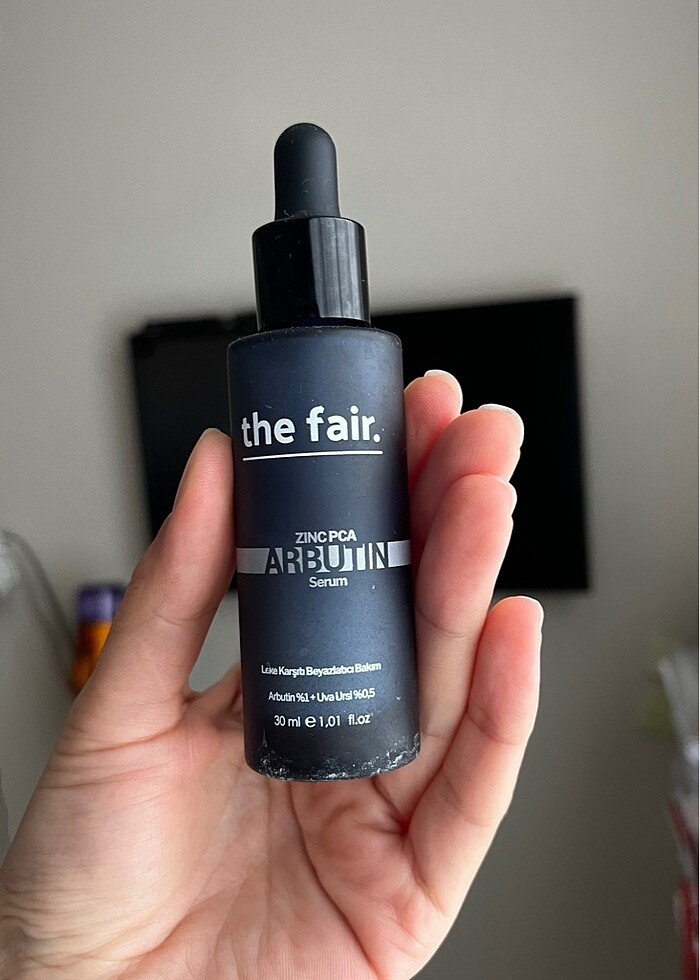 the fair.
ZINC PCA
ARBUTIN
Serum
Leke Karşıtı Beyazlatıcı Bakım
Arbutin %1 + Uva Ursi %0,5
30 ml ℮ 1,01 fl.oz